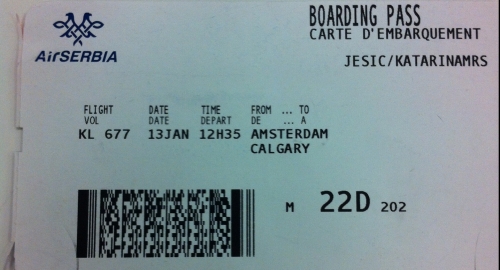 BOARDING PASS
CARTE D'EMBARQUEMENT
AirSERBIA
JESIC/KATARINAMRS
FLIGHT DATE TIME FROM ... TO
VOL DATE DEPART DE ... A
KL 677 13JAN 12H35 AMSTERDAM
CALGARY
M 22D 202